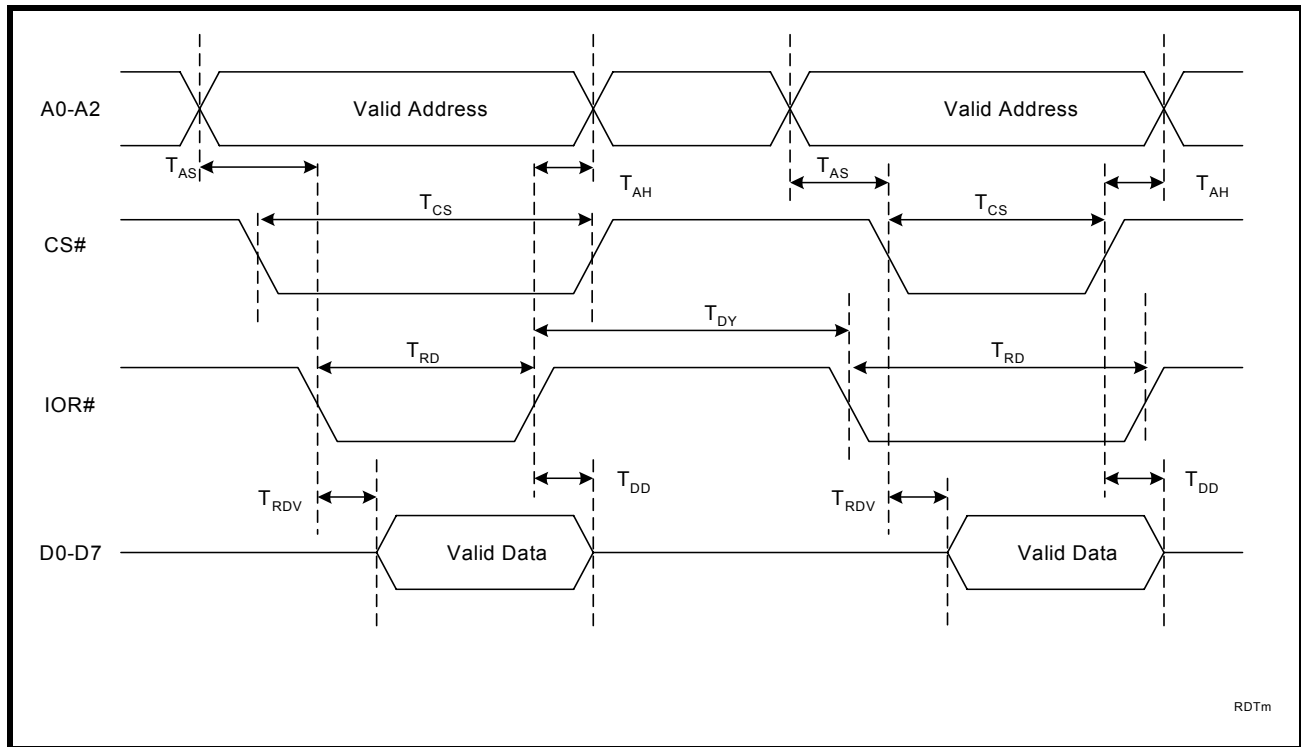 A0-A2
Valid Address
Valid Address
TAS
TAH
TAS
TAH
TCS
TCS
CS#
TDY
TRD
TRD
IOR#
TRDV
TDD
TRDV
TDD
D0-D7
Valid Data
Valid Data
RDTm